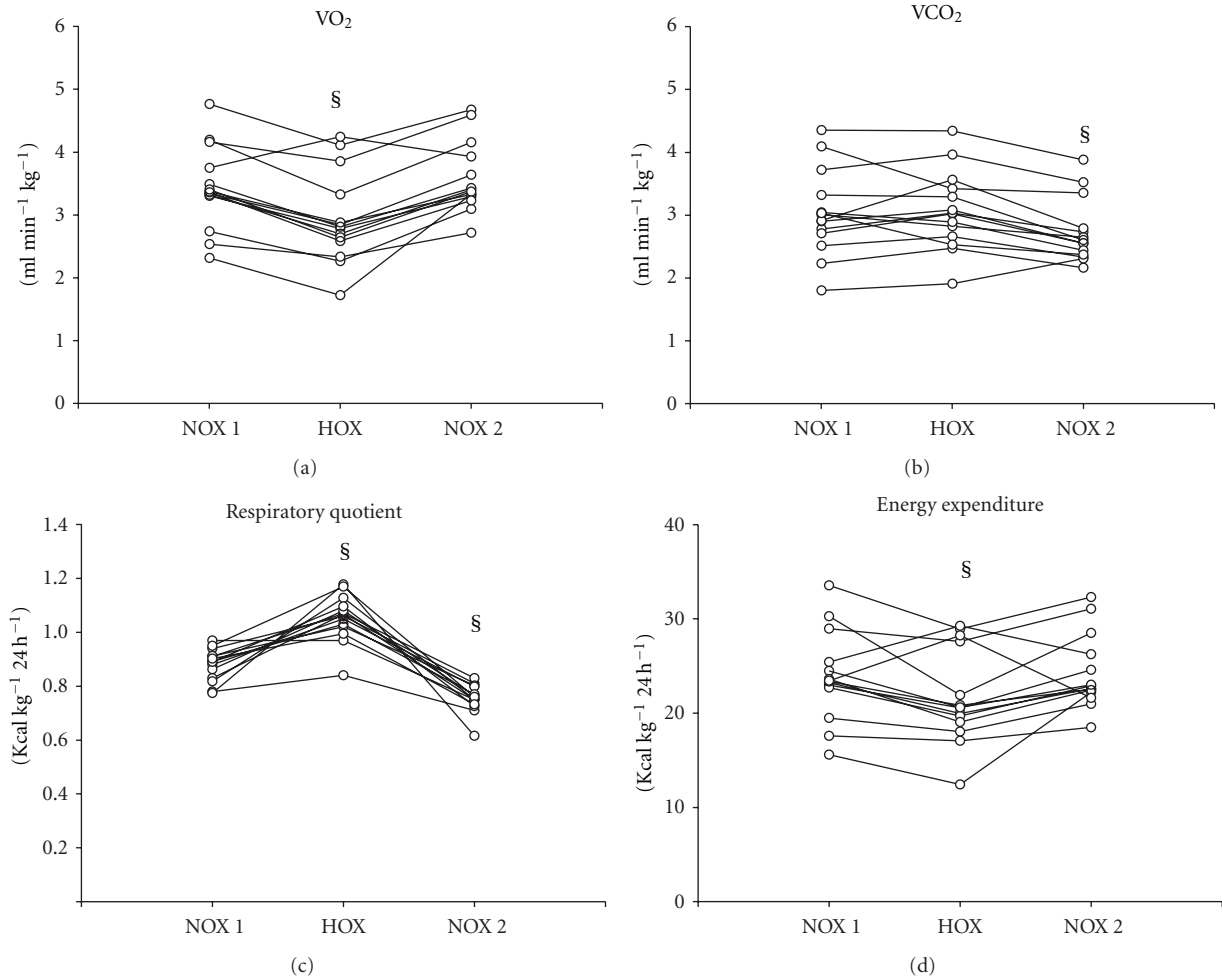 VO₂
6
5
4
3
2
1
0
(ml min⁻¹ kg⁻¹)
§
NOX 1 HOX NOX 2
(a)
VCO₂
6
5
4
3
2
1
0
(ml min⁻¹ kg⁻¹)
§
NOX 1 HOX NOX 2
(b)
Respiratory quotient
1.4
1.2
1.0
0.8
0.6
0.4
0.2
(Kcal kg⁻¹ 24 h⁻¹)
§
§
NOX 1 HOX NOX 2
(c)
Energy expenditure
40
30
20
10
0
(Kcal kg⁻¹ 24 h⁻¹)
§
NOX 1 HOX NOX 2
(d)